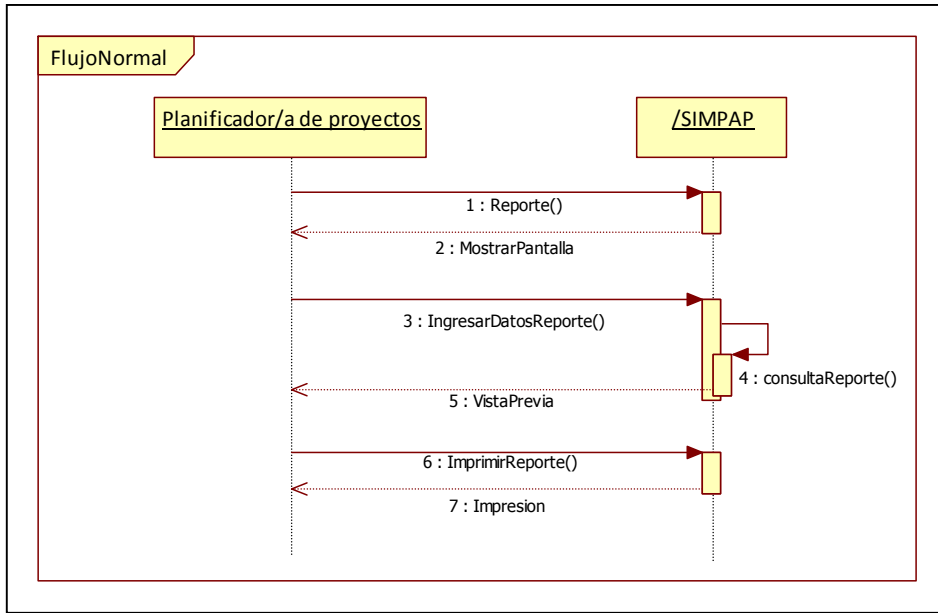 FlujoNormal
Planificador/a de proyectos
/SIMPAP
1 : Reporte()
2 : MostrarPantalla
3 : IngresarDatosReporte()
4 : consultaReporte()
5 : VistaPrevia
6 : ImprimirReporte()
7 : Impresion